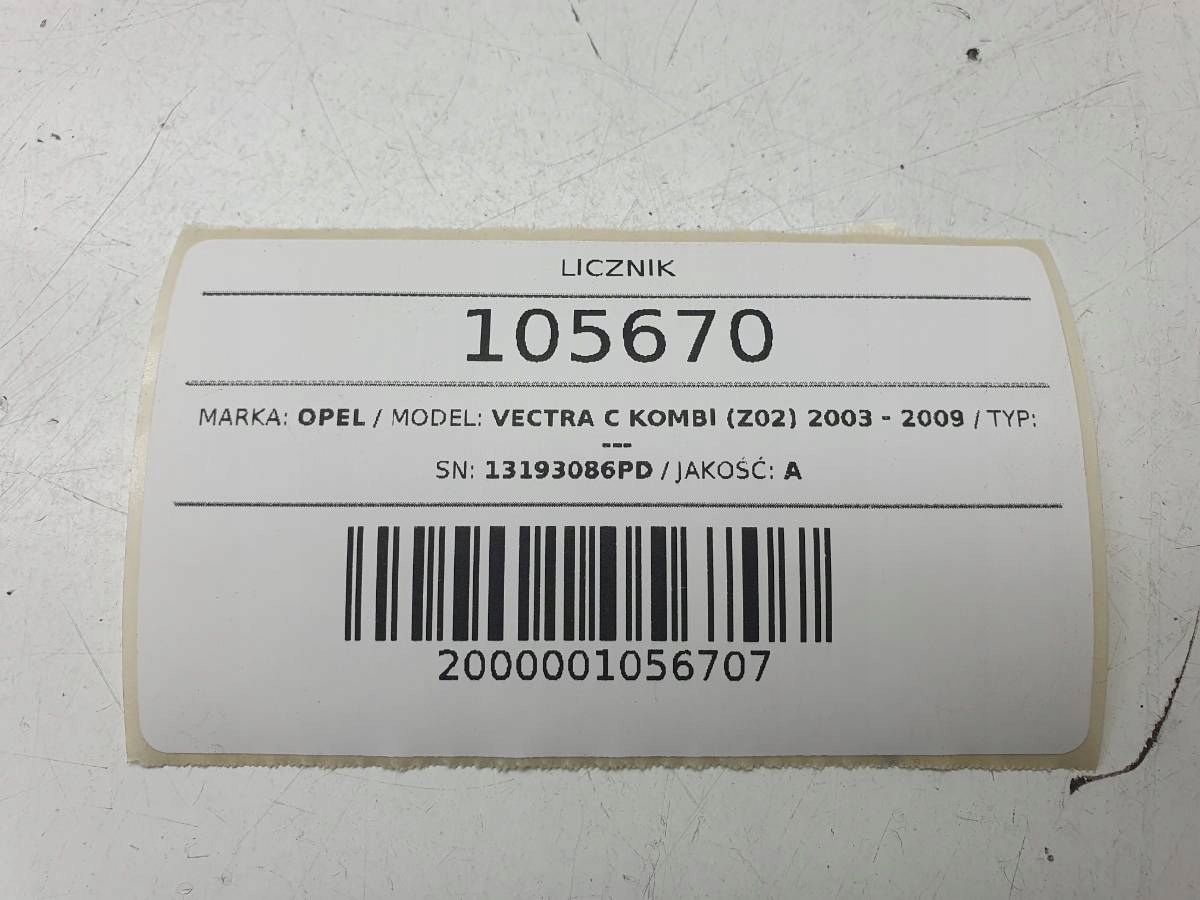 LICZNIK
105670
MARKA: OPEL / MODEL: VECTRA C KOMBI (Z02) 2003 - 2009 / TYP:
---
SN: 13193086PD / JAKOŚĆ: A
2000001056707